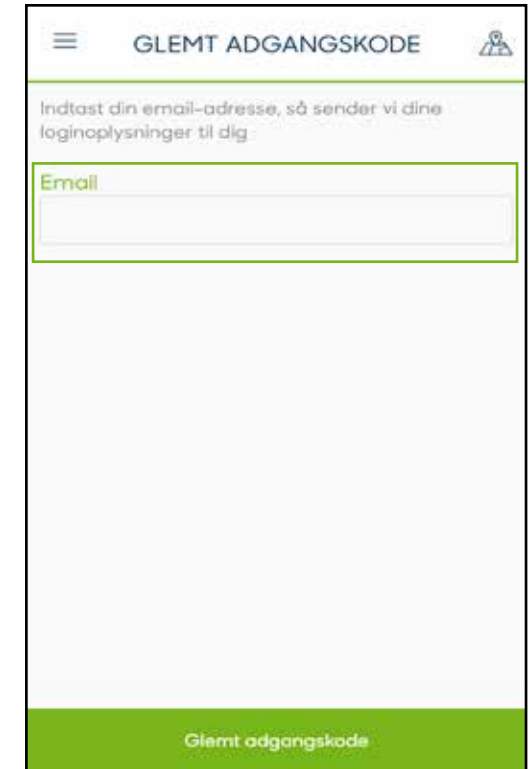 GLEMT ADGANGSKODE
Indtast din email-adresse, så sender vi dine
loginoplysninger til dig
Email
Glemt adgangskode